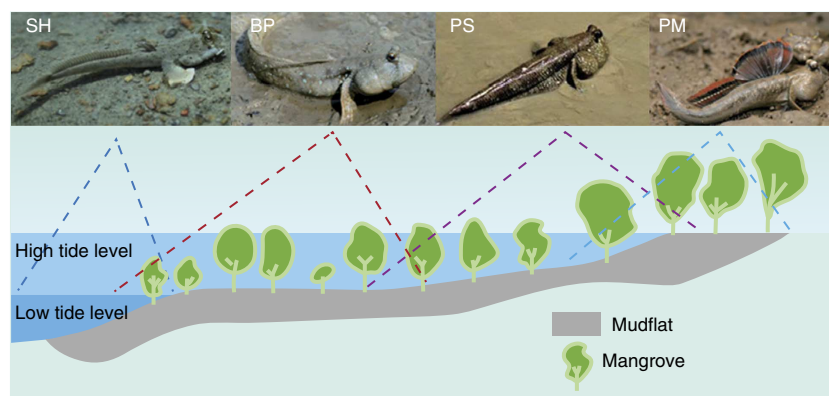 SH
BP
PS
PM
High tide level
Low tide level
Mudflat
Mangrove